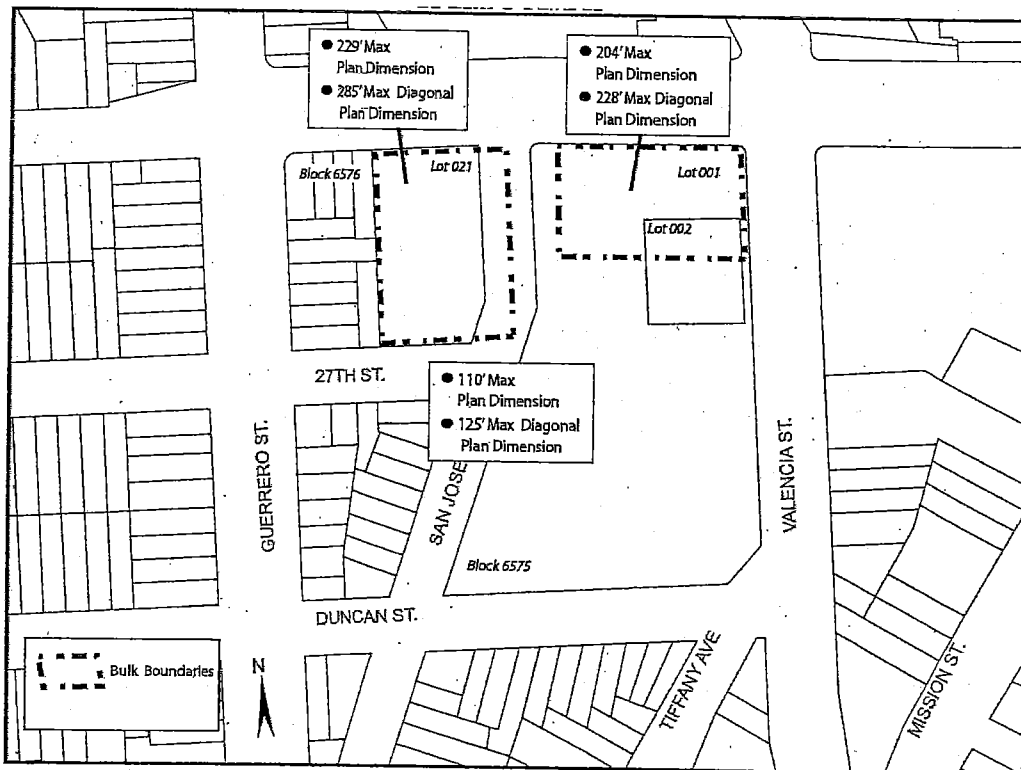 ● 229' Max
Plan Dimension
● 285' Max Diagonal
Plan Dimension
● 204' Max
Plan Dimension
● 228' Max Diagonal
Plan Dimension
Block 6576
Lot 021
Lot 001
Lot 002
27TH ST.
● 110' Max
Plan Dimension
● 125' Max Diagonal
Plan Dimension
GUERRERO ST.
SAN JOSE
VALENCIA ST.
Block 6575
DUNCAN ST.
Bulk Boundaries
N
TIFFANY AVE
MISSION ST.